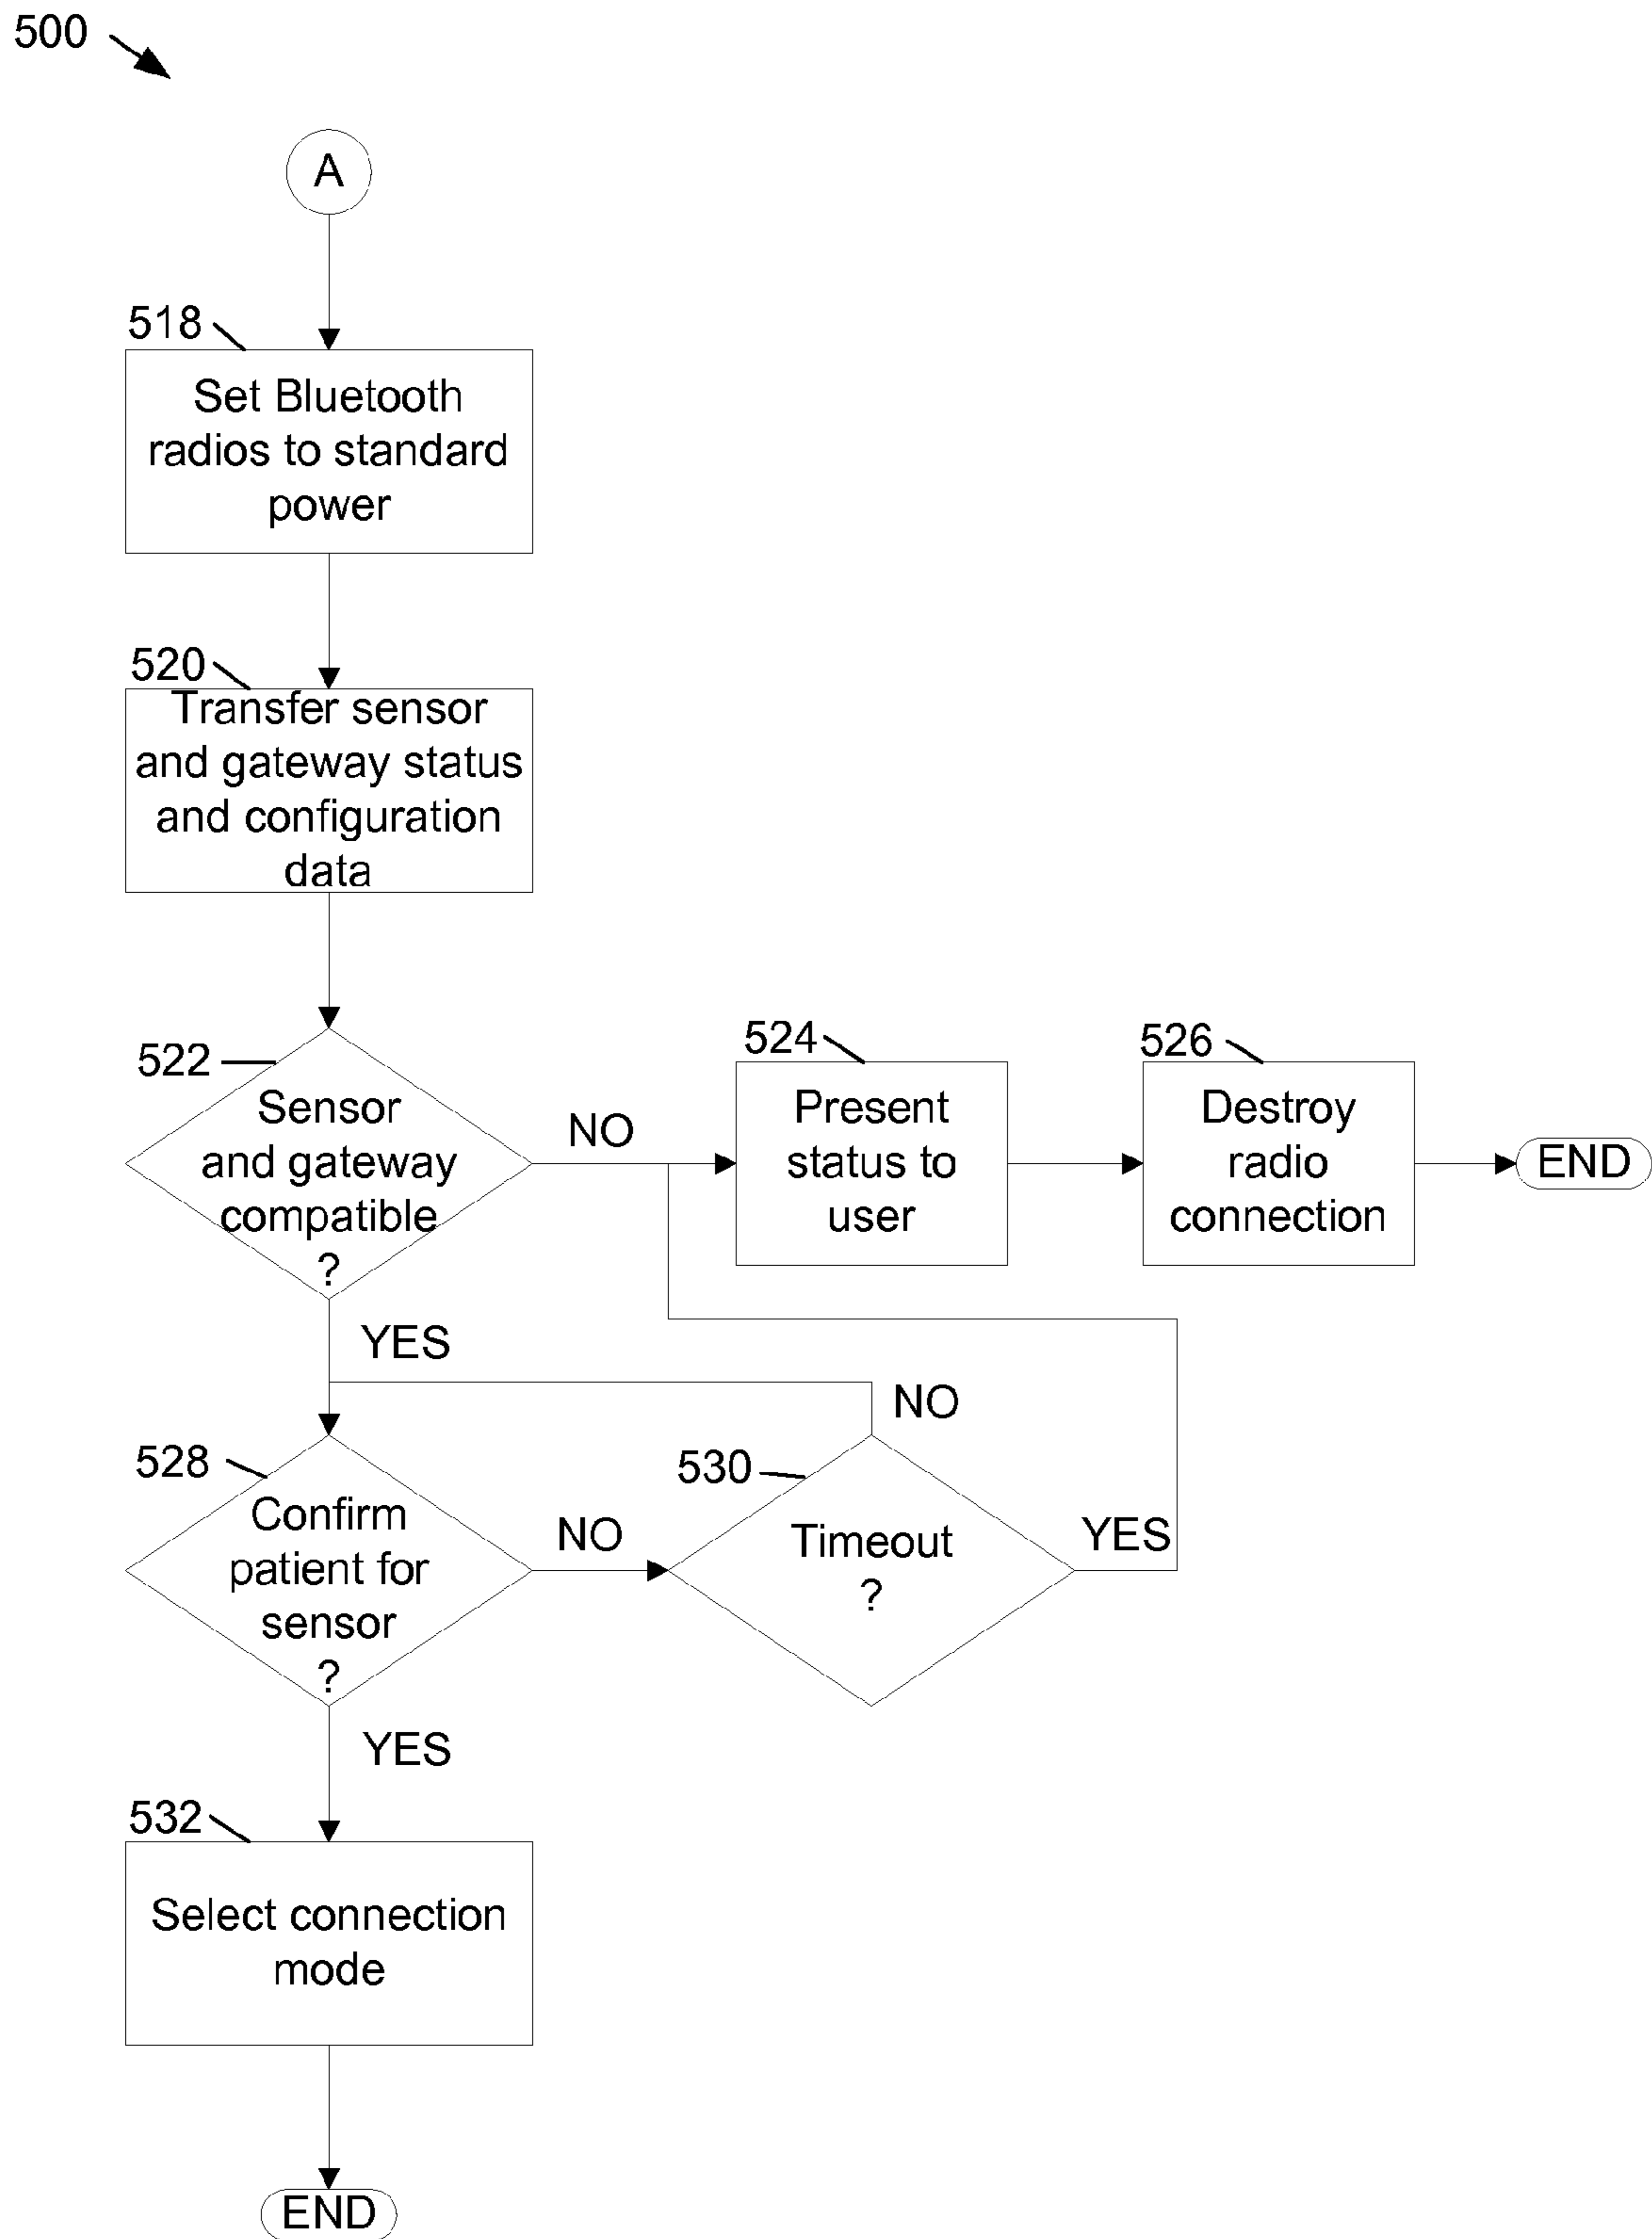 500
A
518
Set Bluetooth
radios to standard
power
520
Transfer sensor
and gateway status
and configuration
data
522
Sensor
and gateway
compatible
?
NO
524
Present
status to
user
526
Destroy
radio
connection
END
YES
NO
528
Confirm
patient for
sensor
?
NO
530
Timeout
?
YES
YES
532
Select connection
mode
END